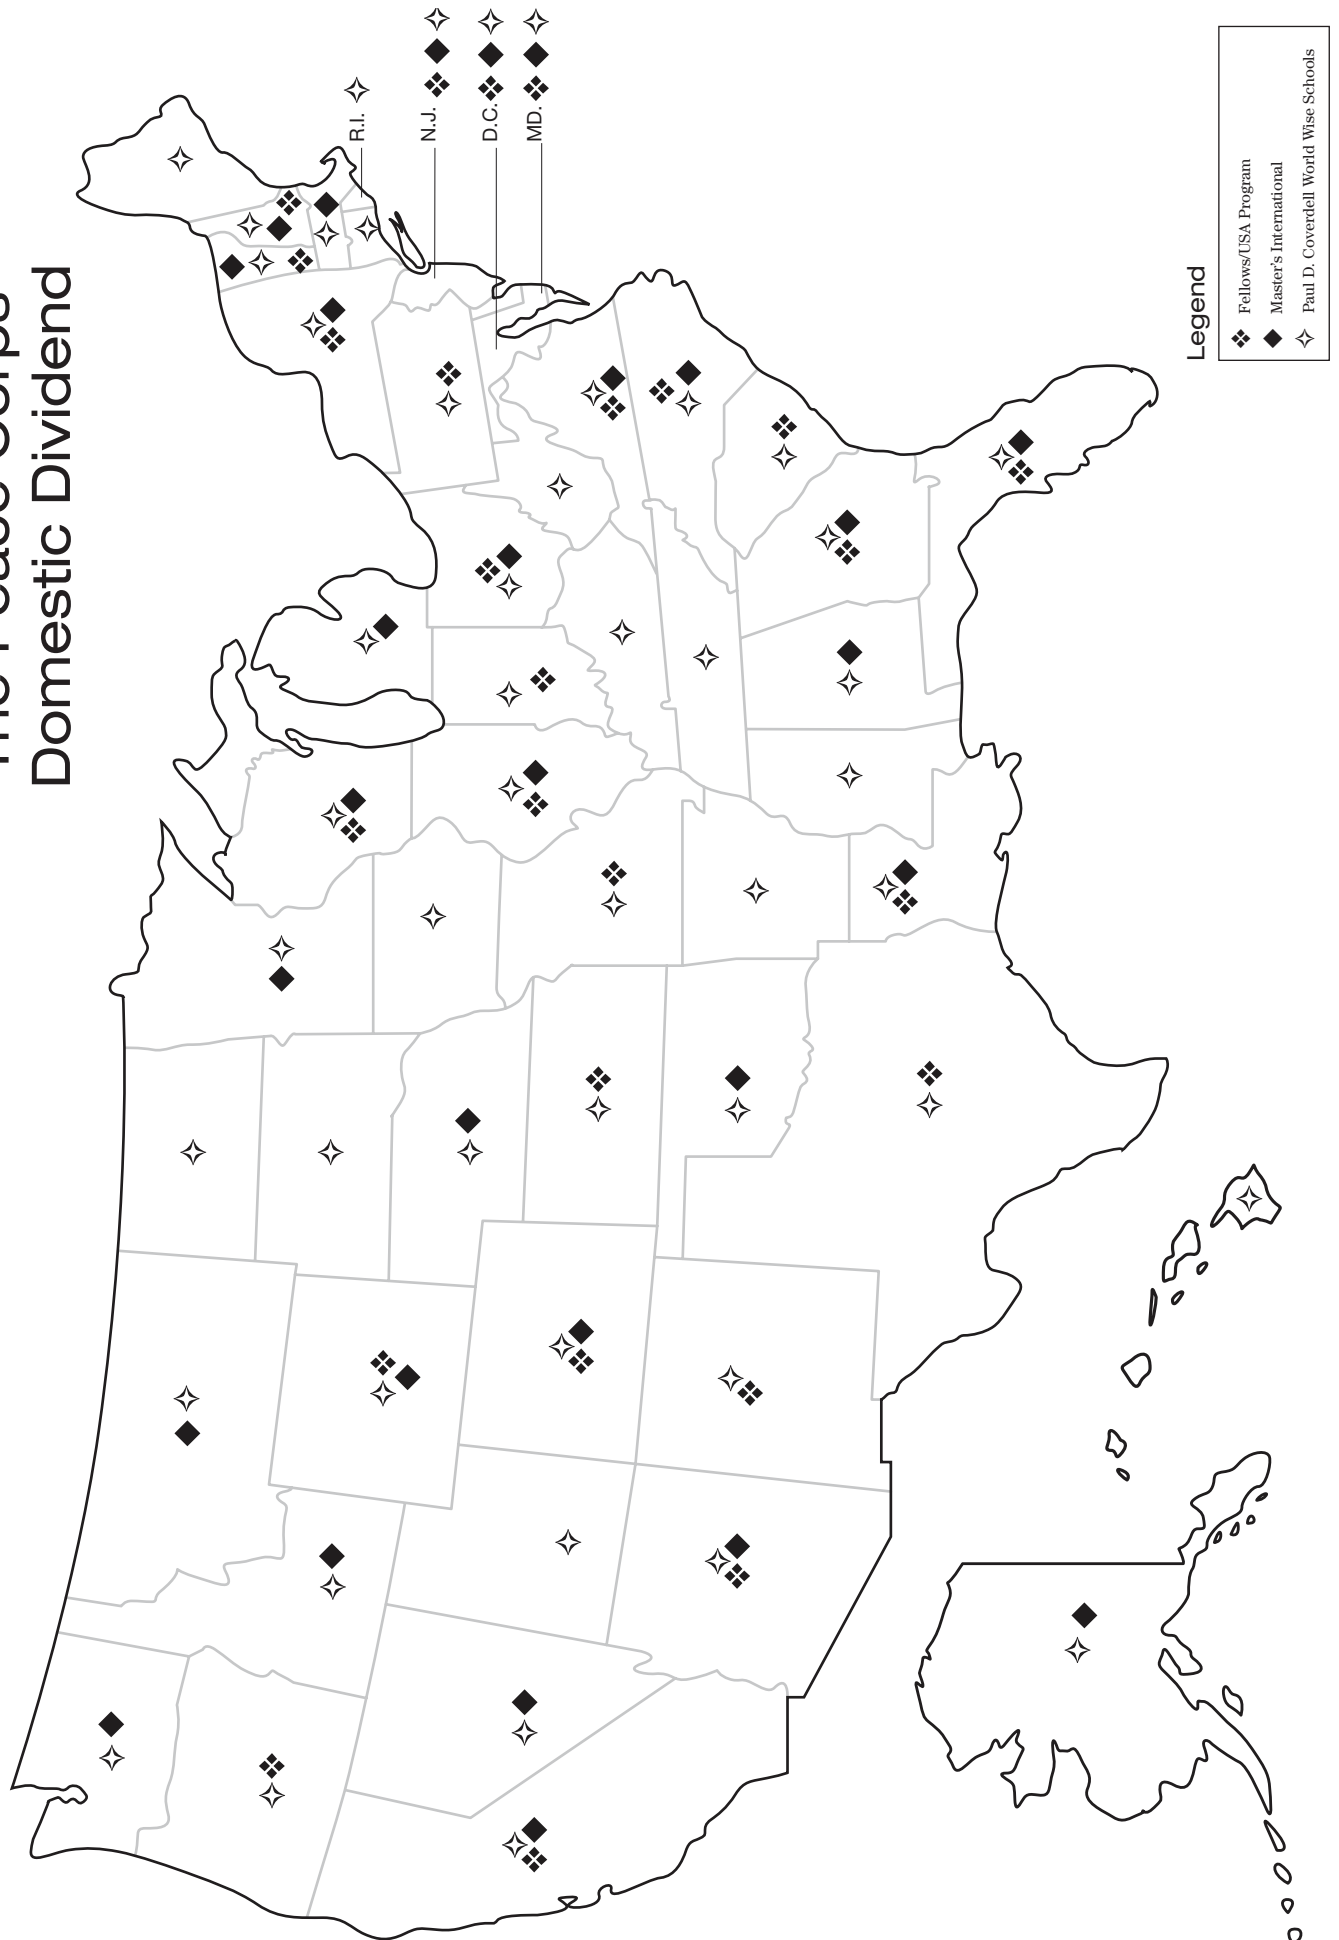 The Peace Corps
Domestic Dividend
R.I.
N.J.
D.C.
MD.
Legend
Fellows/USA Program
Master's International
Paul D. Coverdell World Wise Schools